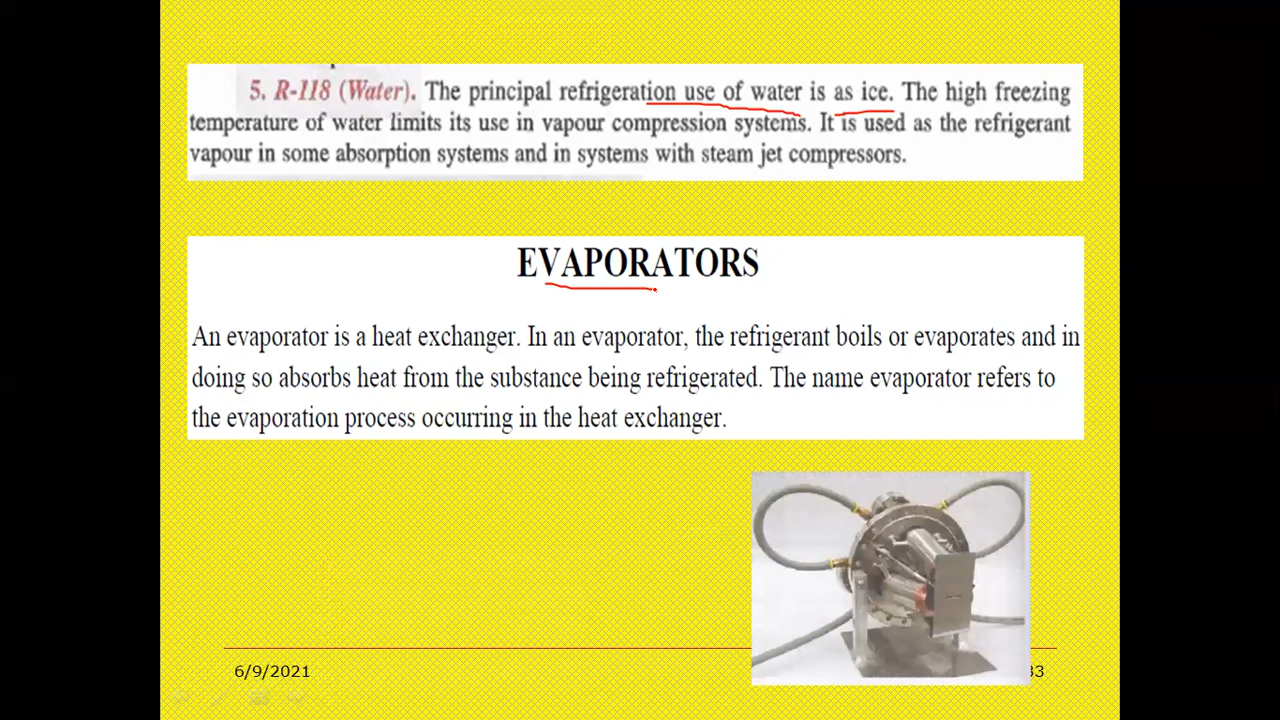 5. R-118 (Water). The principal refrigeration use of water is as ice. The high freezing
temperature of water limits its use in vapour compression systems. It is used as the refrigerant
vapour in some absorption systems and in systems with steam jet compressors.
EVAPORATORS
An evaporator is a heat exchanger. In an evaporator, the refrigerant boils or evaporates and in
doing so absorbs heat from the substance being refrigerated. The name evaporator refers to
the evaporation process occurring in the heat exchanger.
6/9/2021